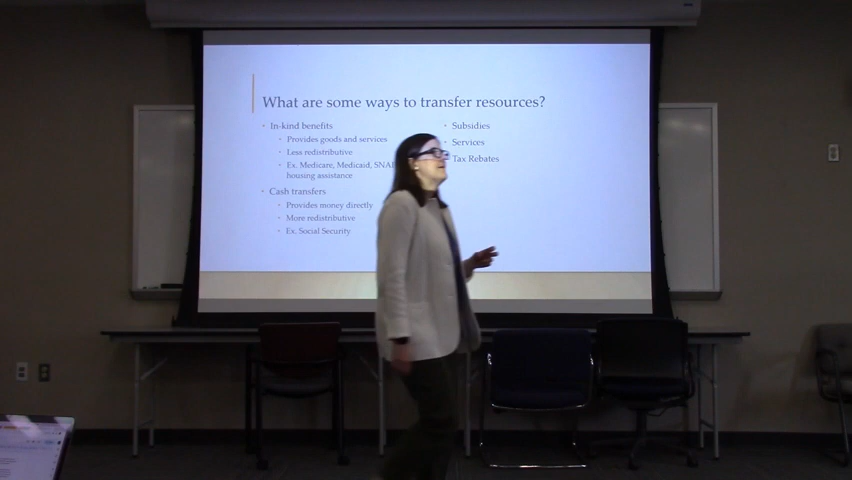 What are some ways to transfer resources?
• In-kind benefits
• Provides goods and services
• Less redistributive
• Ex. Medicare, Medicaid, SNAP
housing assistance
• Cash transfers
• Provides money directly
• More redistributive
• Ex. Social Security
• Subsidies
• Services
Tax Rebates